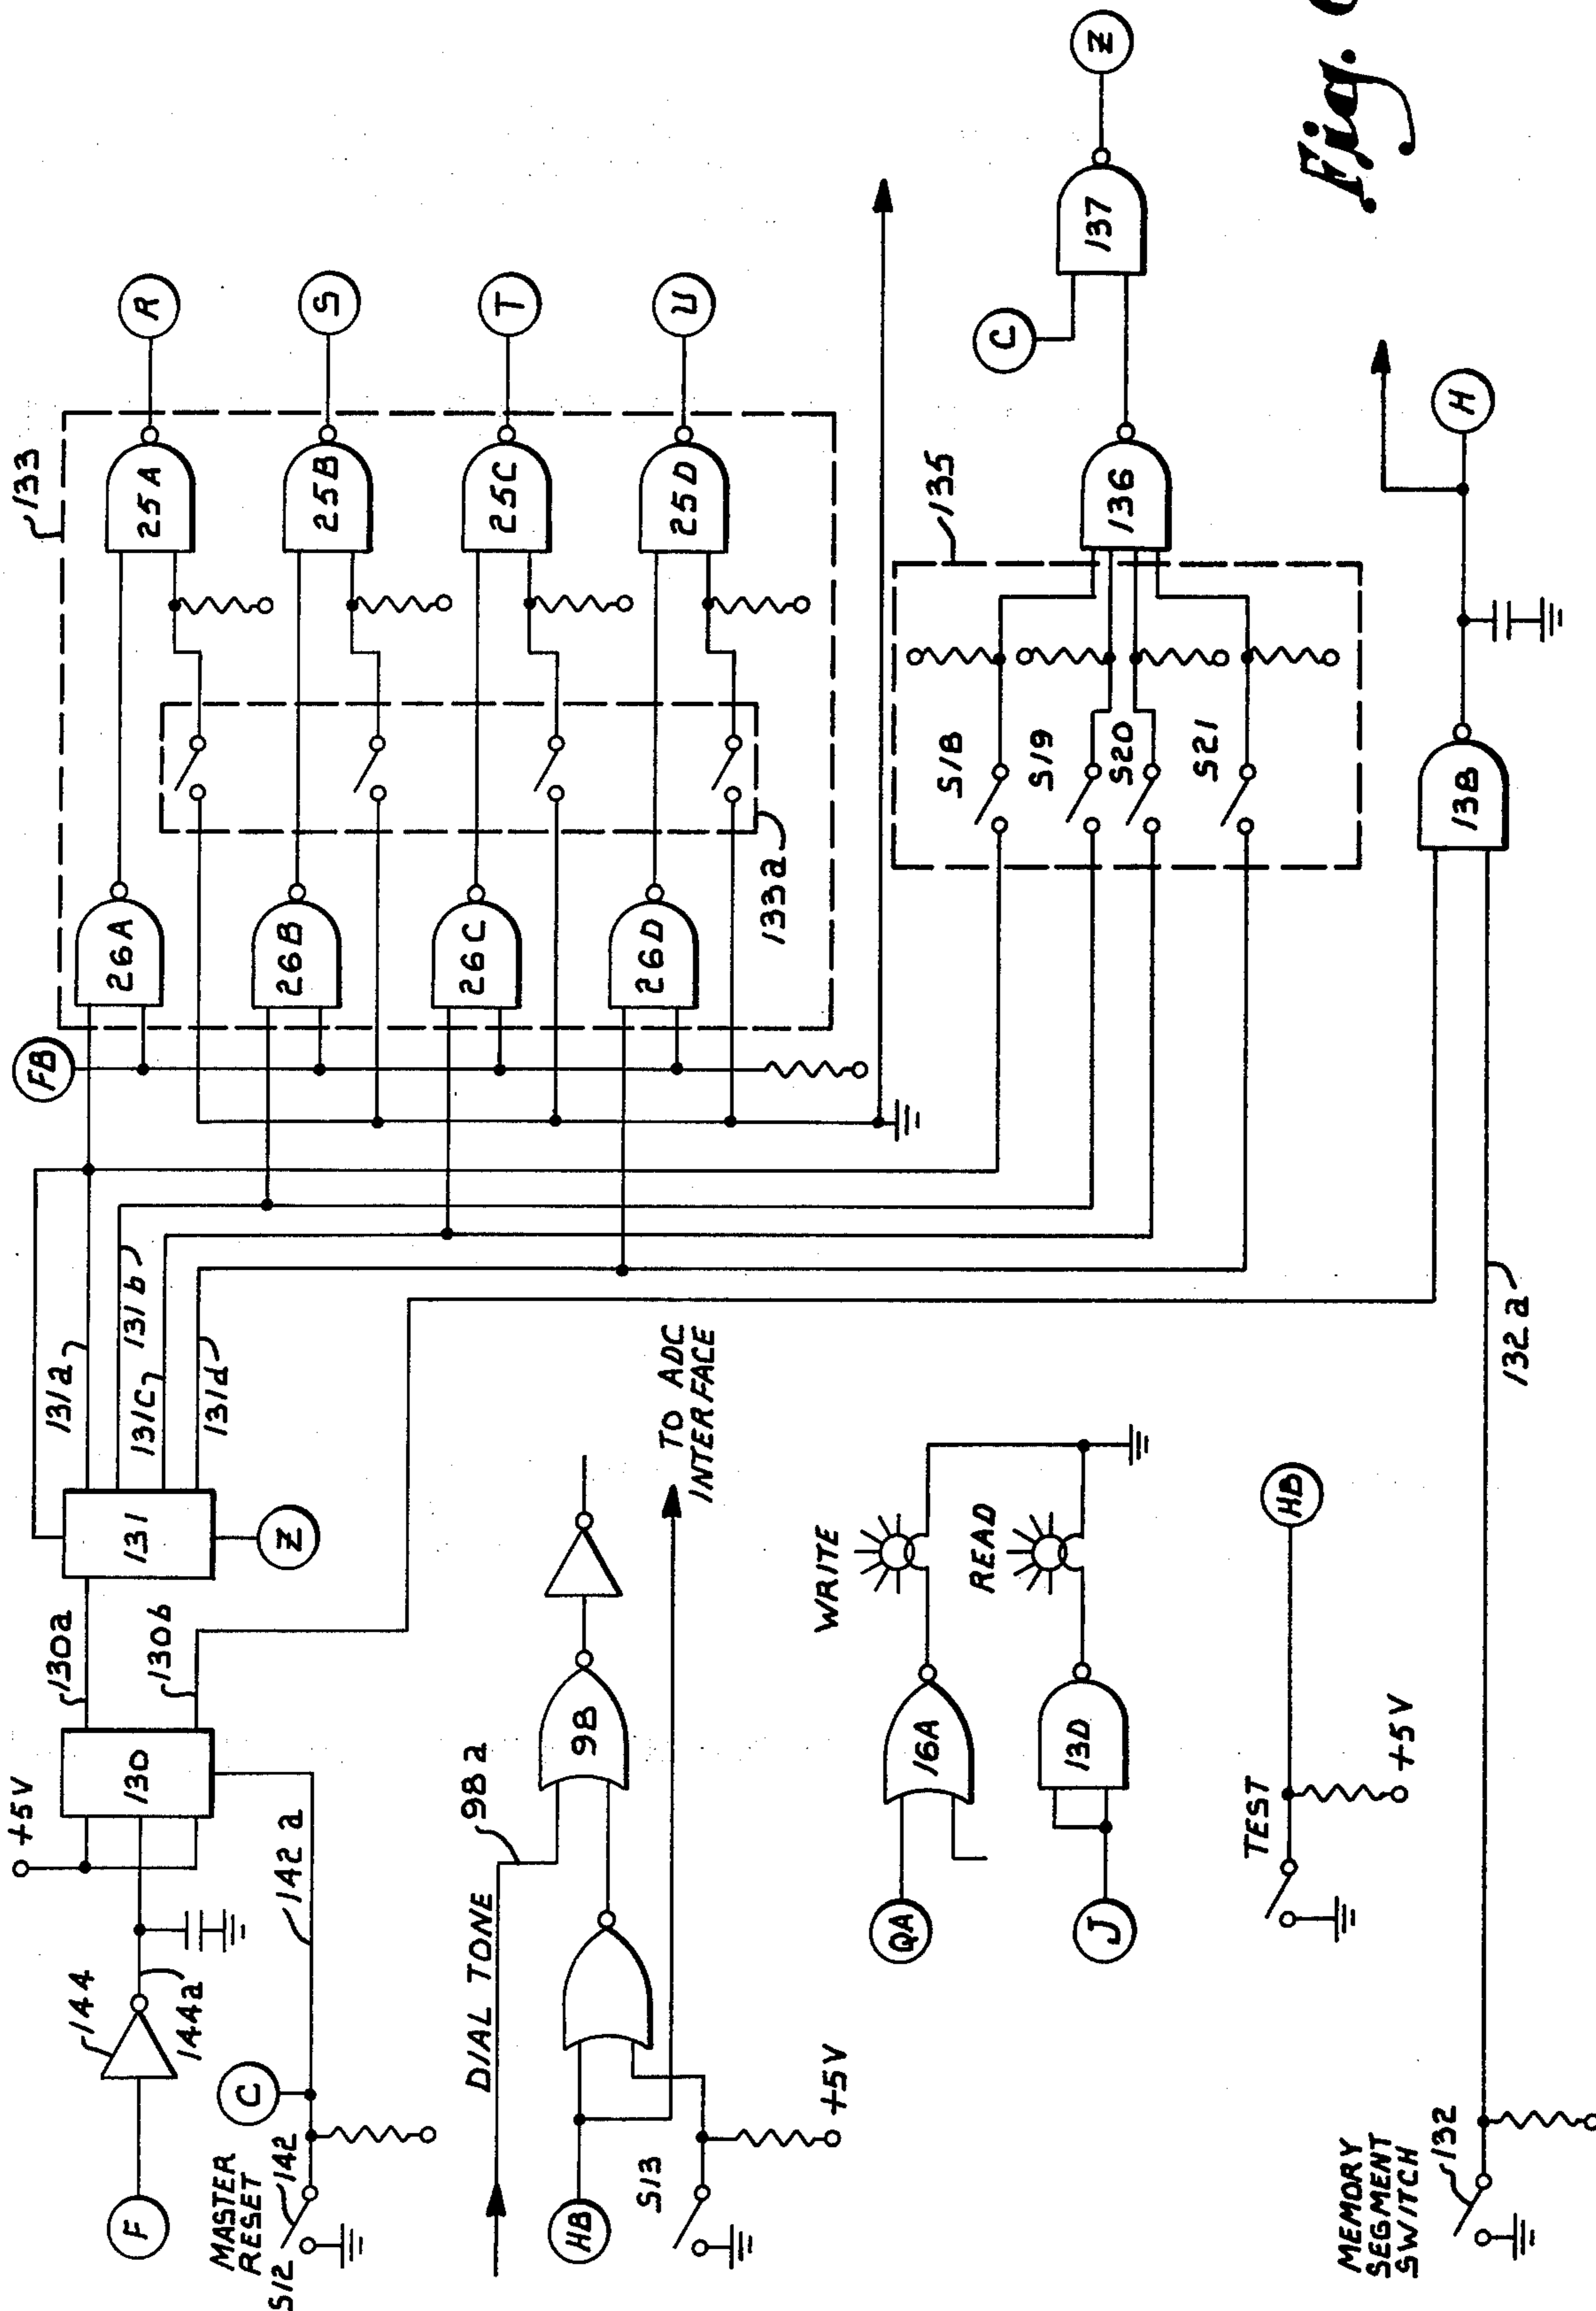 +5V
133
FB
F
144
144a
130
130a
131
131a
26A
25A
R
MASTER
RESET
S12
142
C
142a
130b
131b
131c
131d
Z
26B
25B
S
DIAL TONE
98a
26C
25C
T
HB
98
S13
+5V
TO ADC
INTERFACE
26D
25D
U
133a
WRITE
QA
16A
READ
J
13D
135
S18
S19
S20
S21
136
C
137
Z
TEST
+5V
HB
MEMORY
SEGMENT
SWITCH
132
132a
138
H
Fig.